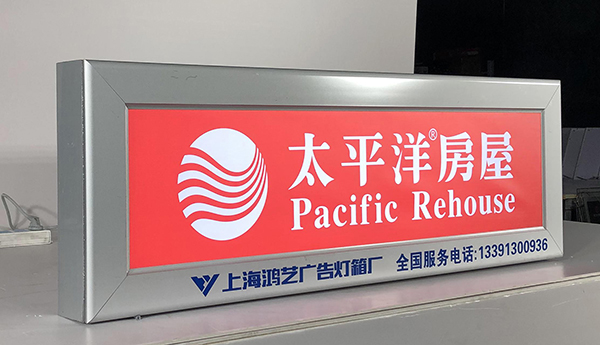 太平洋®房屋
Pacific Rehouse
上海鸿艺广告灯箱厂 全国服务电话:13391300936